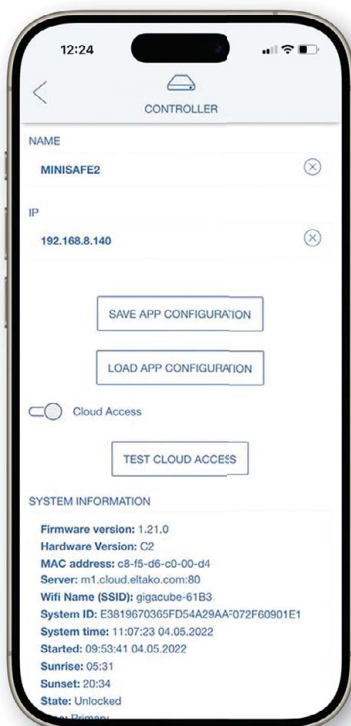 12:24
CONTROLLER
NAME
MINISAFE2
IP
192.168.8.140
SAVE APP CONFIGURATION
LOAD APP CONFIGURATION
Cloud Access
TEST CLOUD ACCESS
SYSTEM INFORMATION
Firmware version: 1.21.0
Hardware Version: C2
MAC address: c8-f5-d6-c0-00-d4
Server: m1.cloud.eltako.com:80
Wifi Name (SSID): gigacube-61B3
System ID: E3819670365FD54A29AAF072F60901E1
System time: 11:07:23 04.05.2022
Started: 09:53:41 04.05.2022
Sunrise: 05:31
Sunset: 20:34
State: Unlocked
Primary